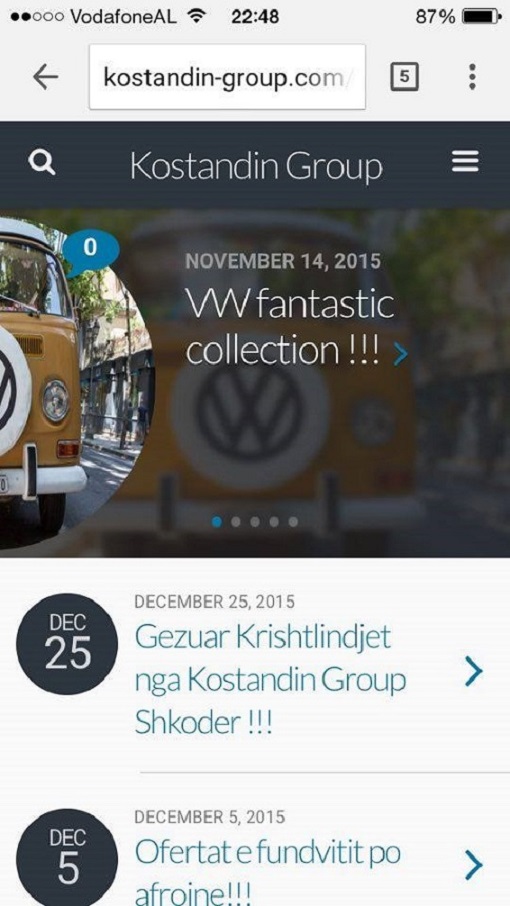 VodafoneAL 22:48 87%
kostandin-group.com/
5
Kostandin Group
0
NOVEMBER 14, 2015
VW fantastic
collection !!!
DEC
25
DECEMBER 25, 2015
Gezuar Krishtlindjet
nga Kostandin Group
Shkoder !!!
DEC
5
DECEMBER 5, 2015
Ofertat e fundvitit po
afrojne!!!